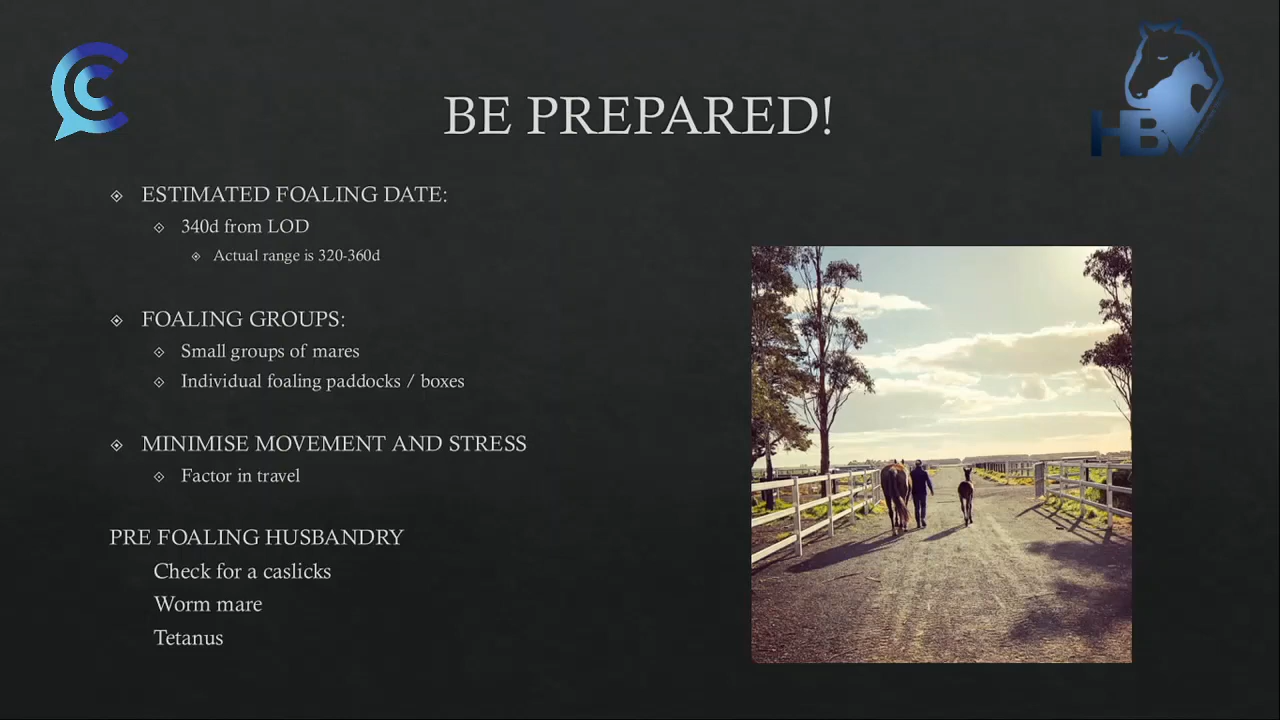 BE PREPARED!
HBV
ESTIMATED FOALING DATE:
340d from LOD
Actual range is 320-360d
FOALING GROUPS:
Small groups of mares
Individual foaling paddocks / boxes
MINIMISE MOVEMENT AND STRESS
Factor in travel
PRE FOALING HUSBANDRY
Check for a caslicks
Worm mare
Tetanus